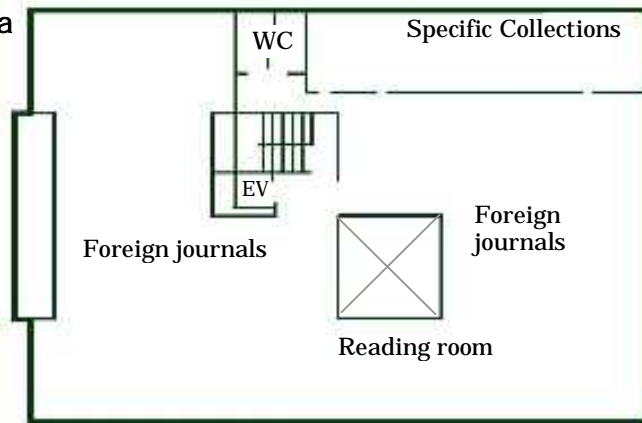 a
WC
Specific Collections
EV
Foreign journals
Foreign
journals
Reading room